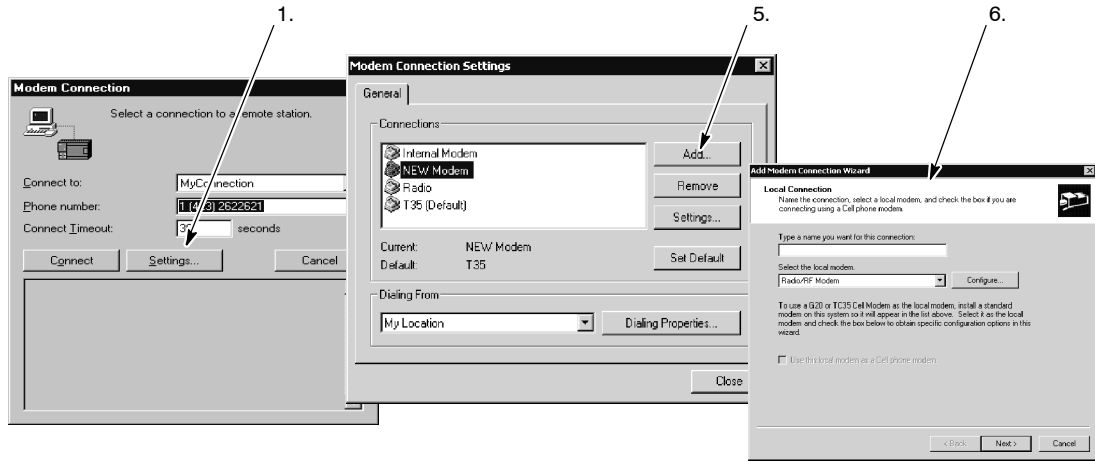 1.
5.
6.
Modem Connection
Select a connection to a remote station.
Connect to:
MyConnection
Phone number:
2622621
Connect Timeout:
seconds
Connect
Settings...
Cancel
Modem Connection Settings
General
Connections
Internal Modem
NEW Modem
Radio
T35 (Default)
Add...
Remove
Settings...
Set Default
Current: NEW Modem
Default: T35
Dialing From
My Location
Dialing Properties...
Close
Add Modem Connection Wizard
Local Connection
Name the connection, select a local modem, and check the box if you are
connecting using a Cell phone modem.
Type a name you want for this connection:
Select the local modem.
Radio/RF Modem
Configure...
To use a G20 or TC35 Cell Modem as the local modem, install a standard
modem on this system so it will appear in the list above. Select it as the local
modem and check the box below to obtain specific configuration options in this
wizard.
Use this local modem as a Cell phone modem
< Back
Next >
Cancel